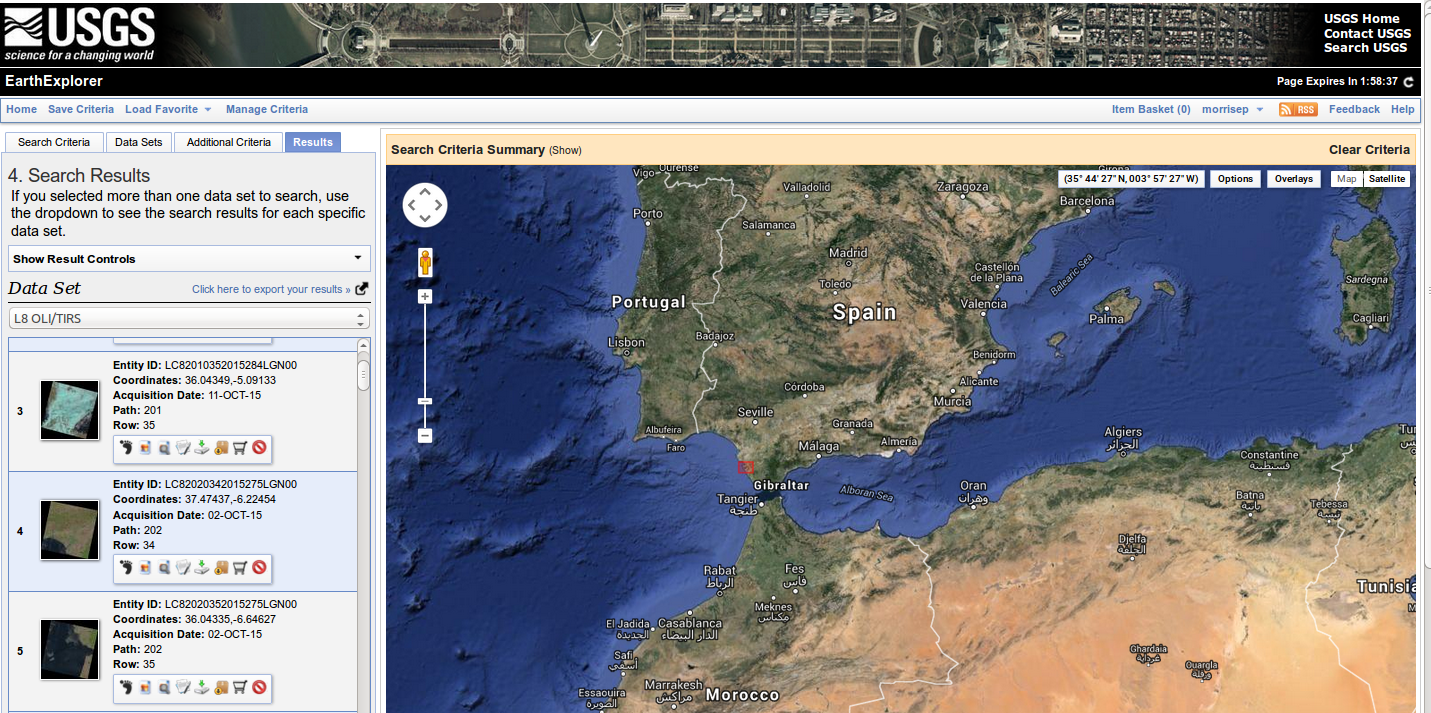 USGS
science for a changing world
USGS Home
Contact USGS
Search USGS
EarthExplorer
Page Expires In 1:58:37
Home Save Criteria Load Favorite Manage Criteria
Item Basket (0) morrisep RSS Feedback Help
Search Criteria Data Sets Additional Criteria Results
4. Search Results
If you selected more than one data set to search, use
the dropdown to see the search results for each specific
data set.
Show Result Controls
Data Set
Click here to export your results »
L8 OLI/TIRS
3
Entity ID: LC82010352015284LGN00
Coordinates: 36.04349,-5.09133
Acquisition Date: 11-OCT-15
Path: 201
Row: 35
4
Entity ID: LC82020342015275LGN00
Coordinates: 37.47437,-6.22454
Acquisition Date: 02-OCT-15
Path: 202
Row: 34
5
Entity ID: LC82020352015275LGN00
Coordinates: 36.04335,-6.64627
Acquisition Date: 02-OCT-15
Path: 202
Row: 35
Search Criteria Summary (Show)
Clear Criteria
(35° 44' 27" N, 003° 57' 27" W) Options Overlays Map Satellite
Vigo Ourense
Girona
Valladolid
Zaragoza
Barcelona
Porto
Salamanca
Madrid
Castellón
de la Plana
Balearic Sea
Sardegna
Toledo
Portugal
Spain
Valencia
Palma
Cagliari
Lisbon
Badajoz
Benidorm
Alicante
Córdoba
Murcia
Seville
Albufeira
Faro
Granada
Málaga
Almería
Algiers
الجزائر
Constantine
قسنطينة
Gibraltar
Alboran Sea
Tangier
طنجة
Oran
وهران
Batna
باتنة
Tebessa
تبسة
Djelfa
الجلفة
Rabat
الرباط
Fes
فاس
Meknes
مكناس
Tunisia
El Jadida
الجديدة
Casablanca
الدار البيضاء
Safi
آسفي
Ghardaia
غرداية
Ouargla
ورقلة
Essaouira
الصويرة
Marrakesh
مراكش
Morocco